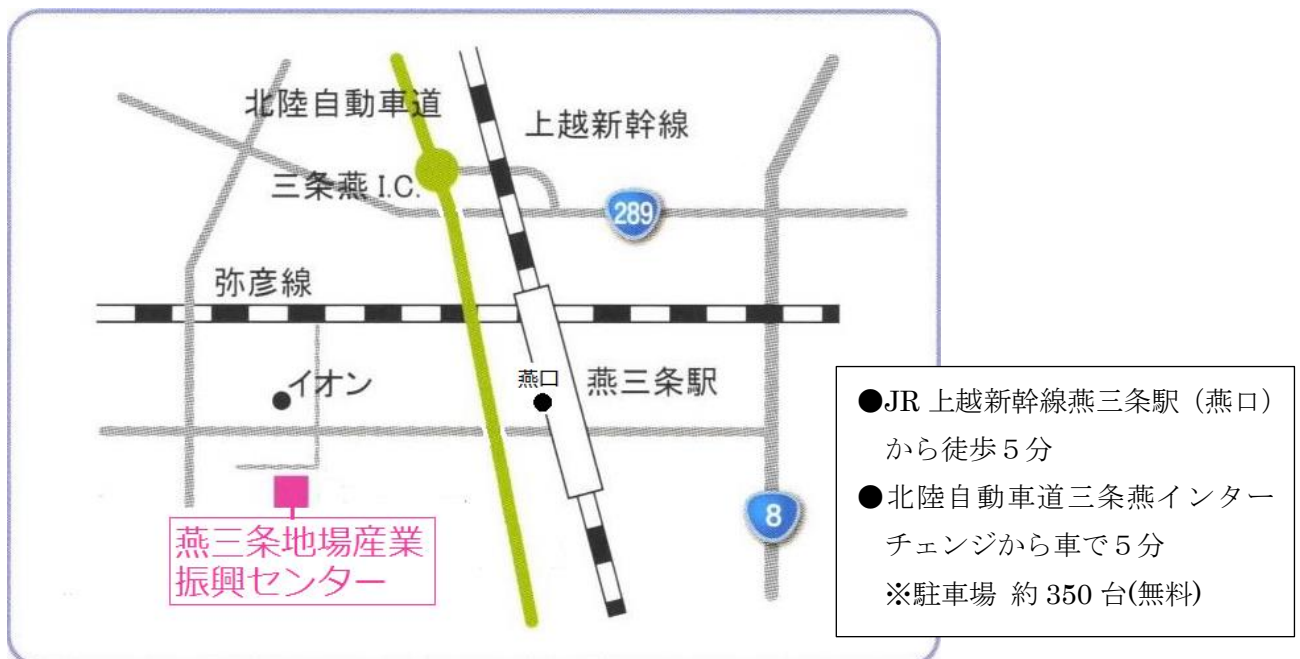 北陸自動車道
上越新幹線
三条燕 I.C.
289
弥彦線
イオン
燕口
燕三条駅
8
燕三条地場産業
振興センター
●JR 上越新幹線燕三条駅（燕口）
から徒歩５分
●北陸自動車道三条燕インター
チェンジから車で５分
※駐車場 約 350 台(無料)